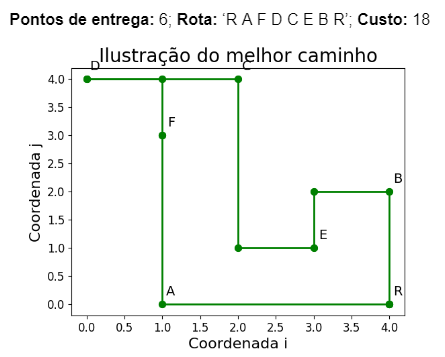 Pontos de entrega: 6; Rota: ‘R A F D C E B R’; Custo: 18
Ilustração do melhor caminho
D
C
4.0
3.5
F
3.0
2.5
B
2.0
1.5
E
1.0
0.5
A
R
0.0
Coordenada j
0.0 0.5 1.0 1.5 2.0 2.5 3.0 3.5 4.0
Coordenada i